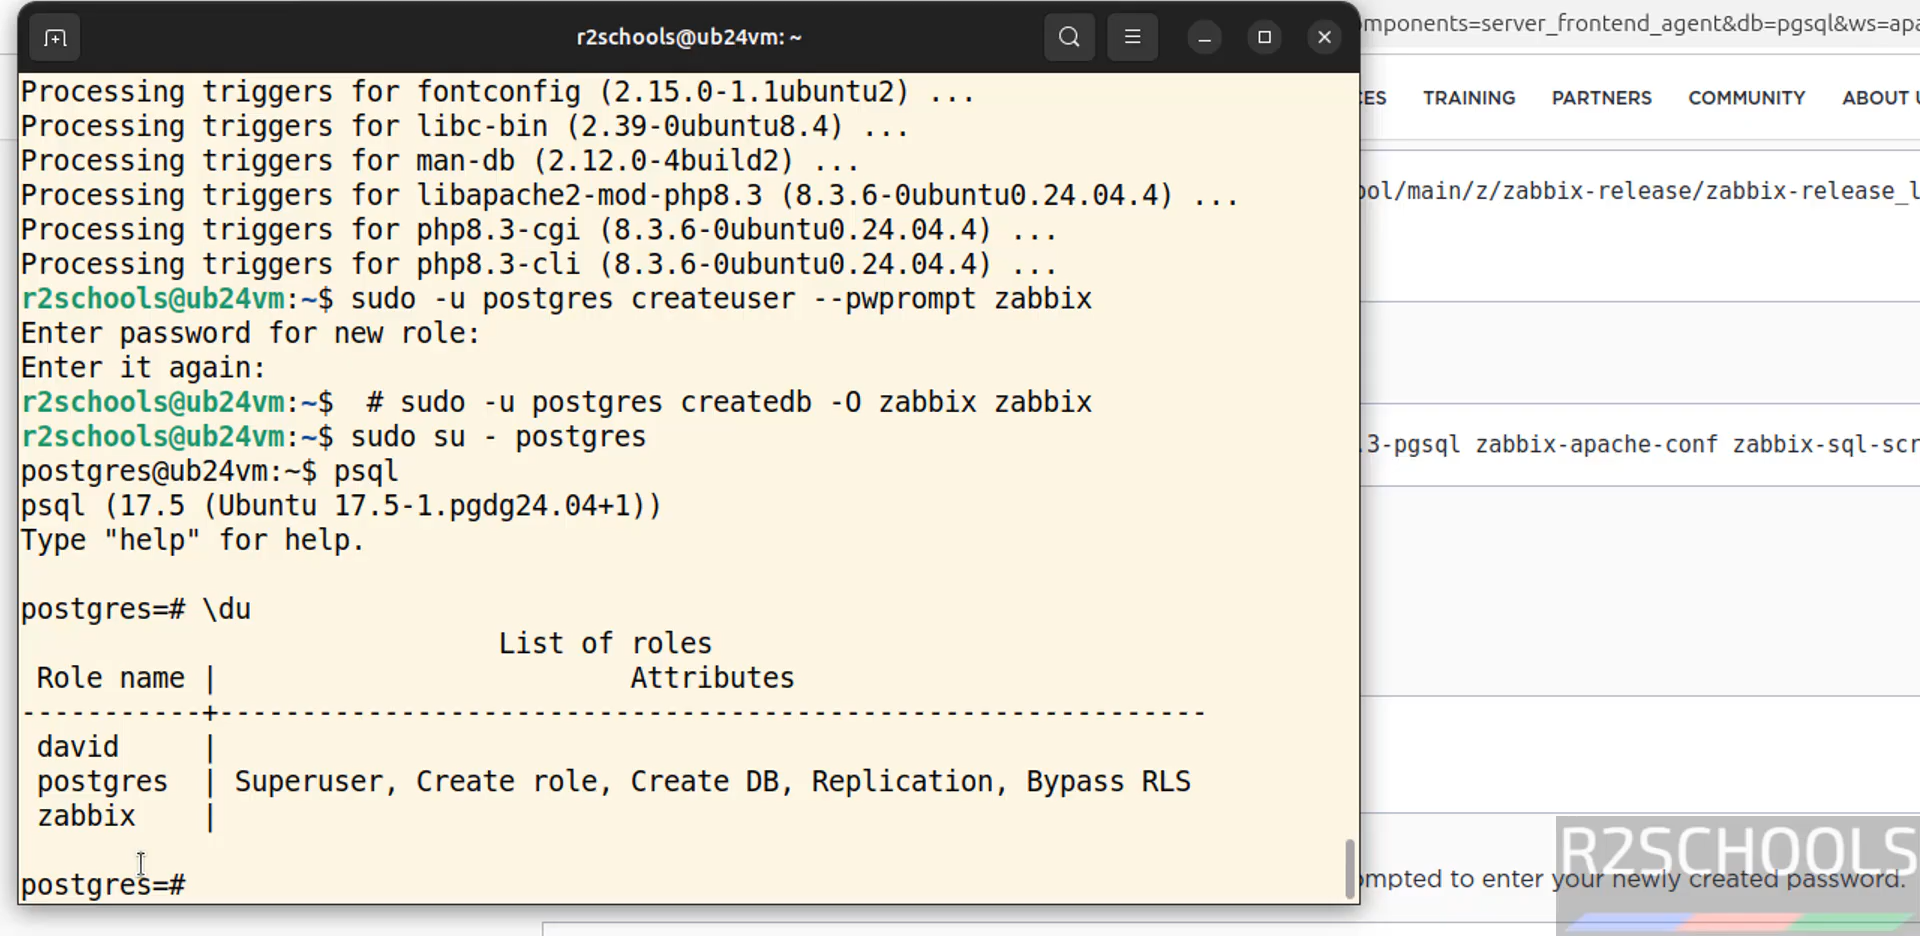 r2schools@ub24vm: ~
mponents=server_frontend_agent&db=pgsql&ws=apa
Processing triggers for fontconfig (2.15.0-1.1ubuntu2) ...
CES TRAINING PARTNERS COMMUNITY ABOUT U
Processing triggers for libc-bin (2.39-0ubuntu8.4) ...
Processing triggers for man-db (2.12.0-4build2) ...
Processing triggers for libapache2-mod-php8.3 (8.3.6-0ubuntu0.24.04.4) ...
ool/main/z/zabbix-release/zabbix-release_l
Processing triggers for php8.3-cgi (8.3.6-0ubuntu0.24.04.4) ...
Processing triggers for php8.3-cli (8.3.6-0ubuntu0.24.04.4) ...
r2schools@ub24vm:~$ sudo -u postgres createuser --pwprompt zabbix
Enter password for new role:
Enter it again:
r2schools@ub24vm:~$  # sudo -u postgres createdb -O zabbix zabbix
r2schools@ub24vm:~$ sudo su - postgres
.3-pgsql zabbix-apache-conf zabbix-sql-scr
postgres@ub24vm:~$ psql
psql (17.5 (Ubuntu 17.5-1.pgdg24.04+1))
Type "help" for help.
postgres=# \du
List of roles
Role name | Attributes
-----------+------------------------------------------------------------
david |
postgres | Superuser, Create role, Create DB, Replication, Bypass RLS
zabbix |
postgres=#
R2SCHOOLS
ompted to enter your newly created password.